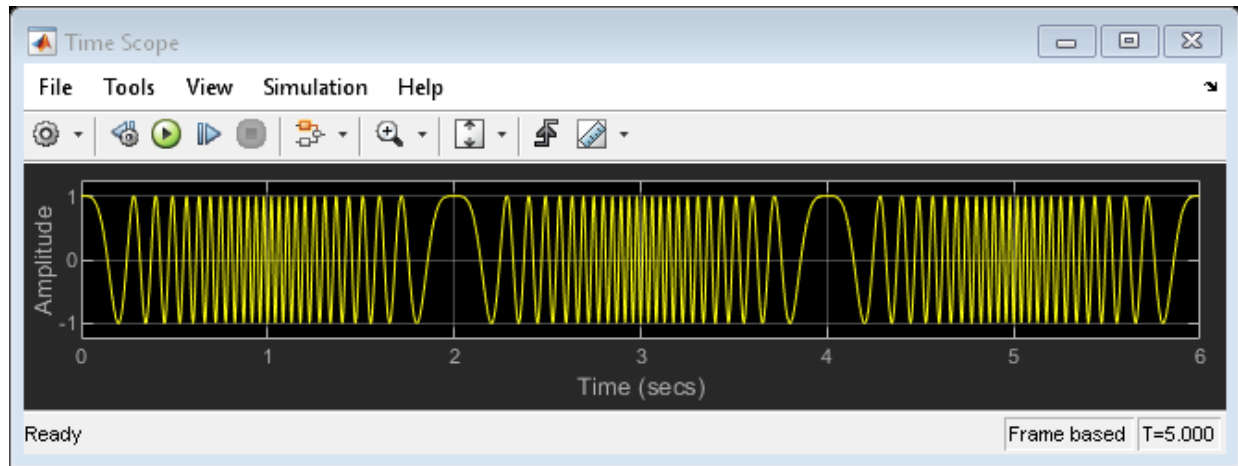 Time Scope
File Tools View Simulation Help
Amplitude
1
0
-1
0 1 2 3 4 5 6
Time (secs)
Ready Frame based T=5.000